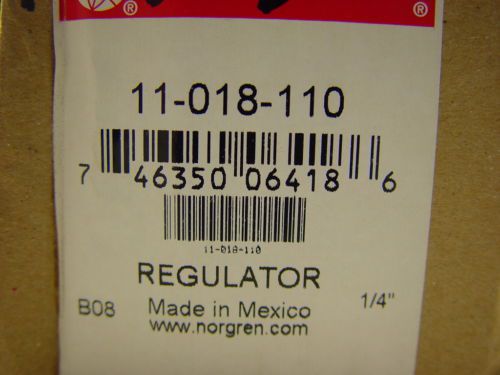 ® ®
11-018-110
7 46350 06418 6
11-018-110
REGULATOR
B08 Made in Mexico 1/4"
www.norgren.com